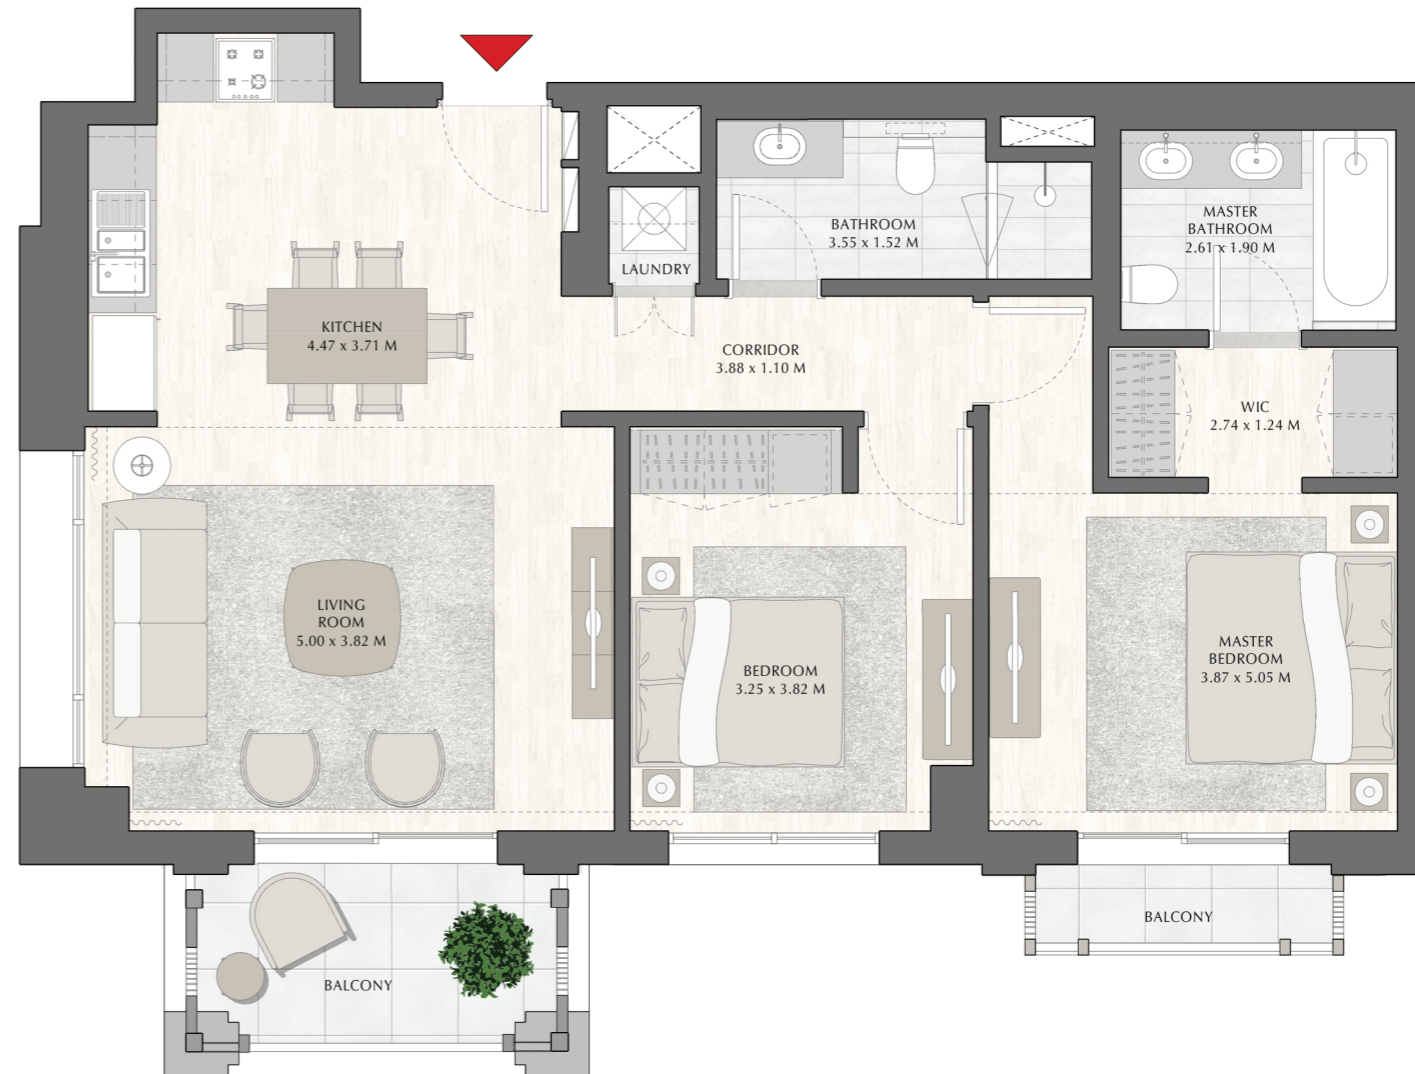 BATHROOM
3.55 x 1.52 M
MASTER
BATHROOM
2.61 x 1.90 M
LAUNDRY
KITCHEN
4.47 x 3.71 M
CORRIDOR
3.88 x 1.10 M
WIC
2.74 x 1.24 M
LIVING
ROOM
5.00 x 3.82 M
BEDROOM
3.25 x 3.82 M
MASTER
BEDROOM
3.87 x 5.05 M
BALCONY
BALCONY